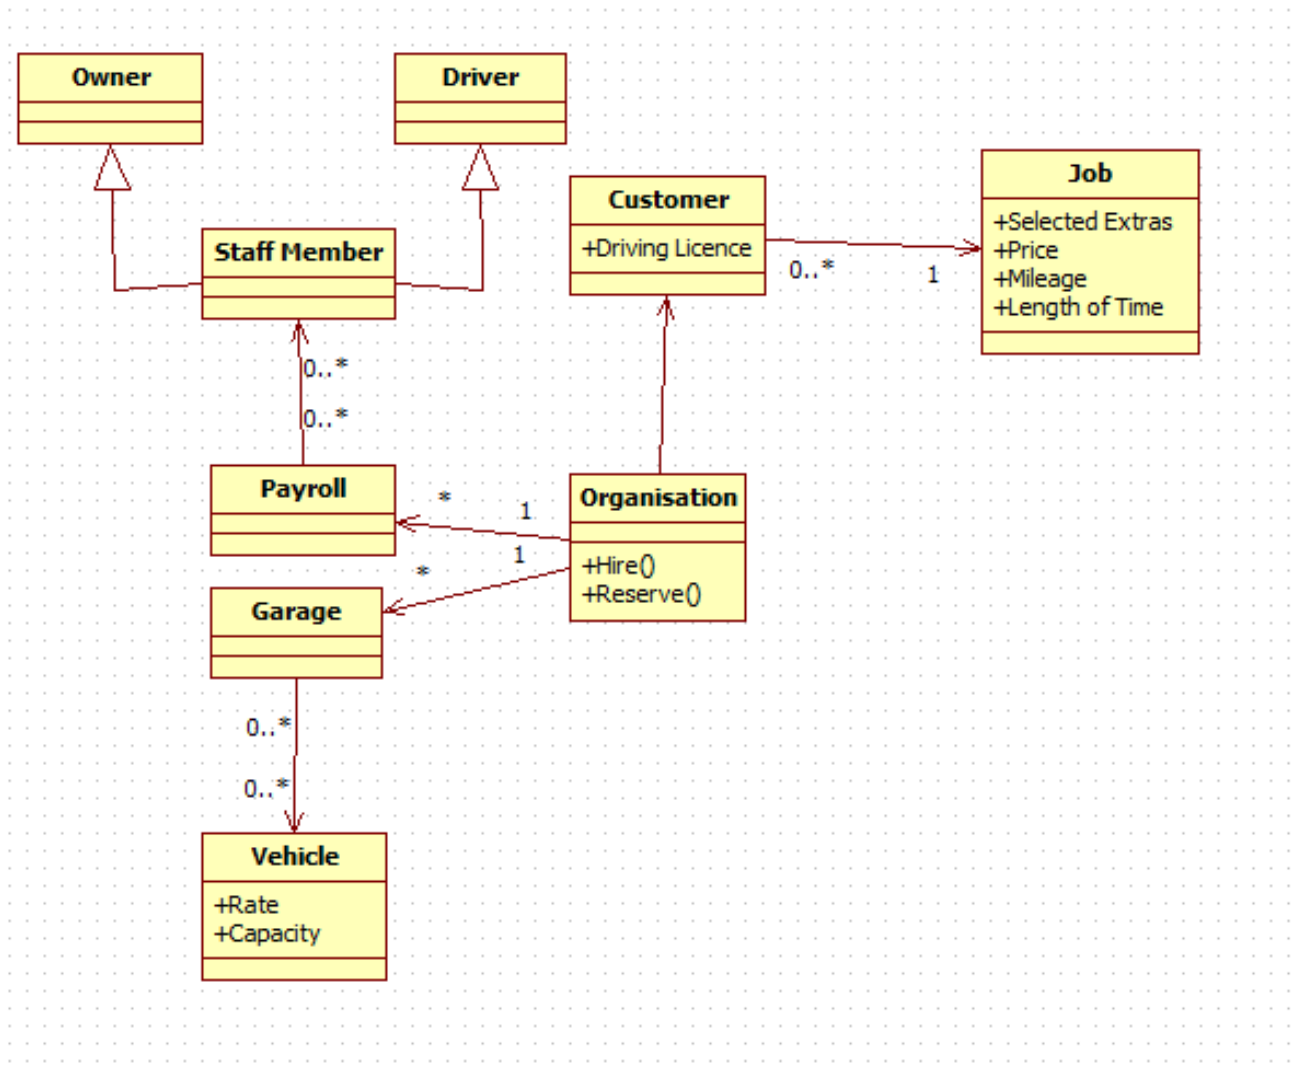 Owner
Driver
Staff Member
Customer
+Driving Licence
Job
+Selected Extras
+Price
+Mileage
+Length of Time
0..*
1
0..*
0..*
Payroll
*
1
Organisation
+Hire()
+Reserve()
*
1
Garage
0..*
0..*
Vehicle
+Rate
+Capacity